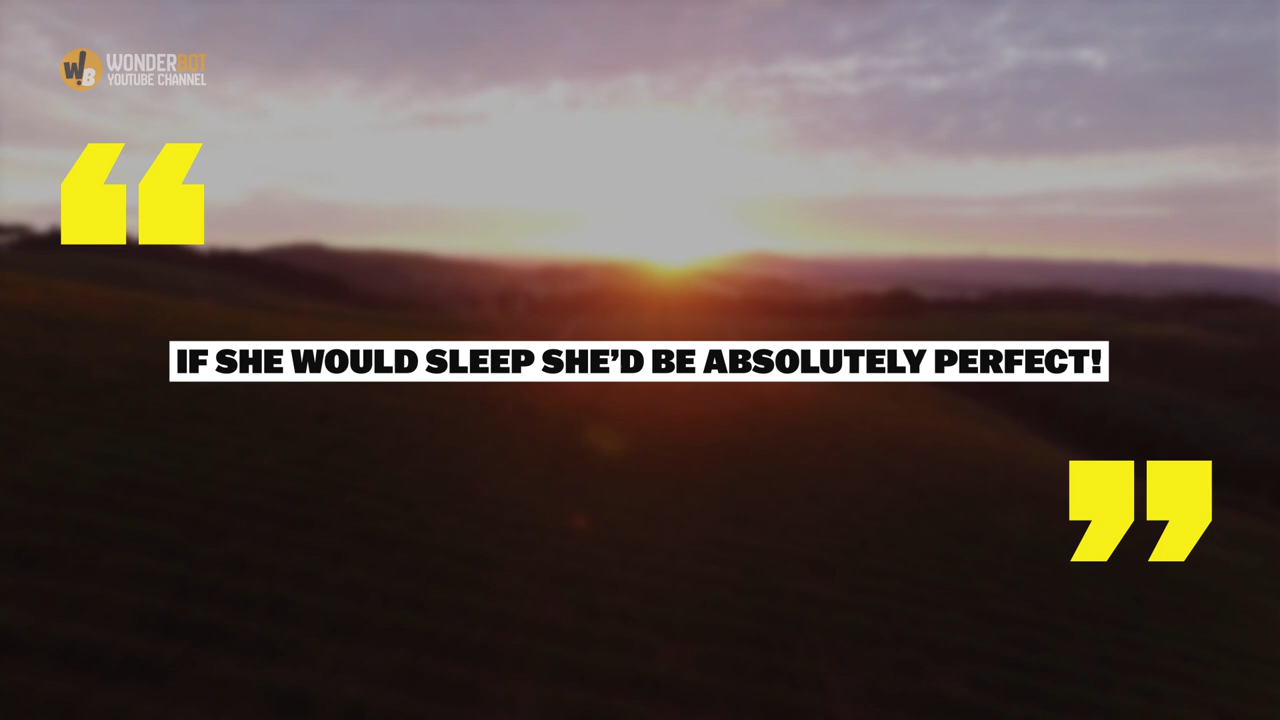 W!B WONDERBOT
YOUTUBE CHANNEL
“
IF SHE WOULD SLEEP SHE’D BE ABSOLUTELY PERFECT!
”